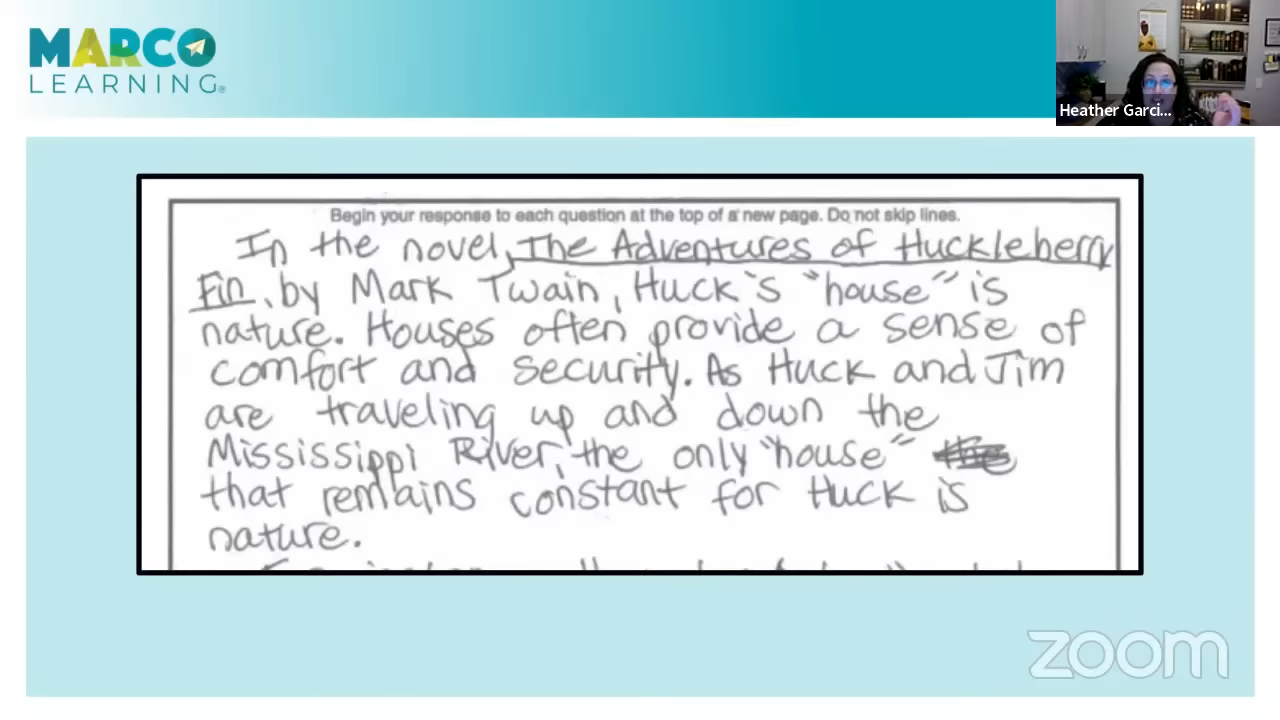 MARCO
LEARNING®
Heather Garci...
Begin your response to each question at the top of a new page. Do not skip lines.
In the novel, The Adventures of Huckleberry
Fin, by Mark Twain, Huck's "house" is
nature. Houses often provide a sense of
comfort and security. As Huck and Jim
are traveling up and down the
Mississippi River, the only "house"
that remains constant for Huck is
nature.
zoom